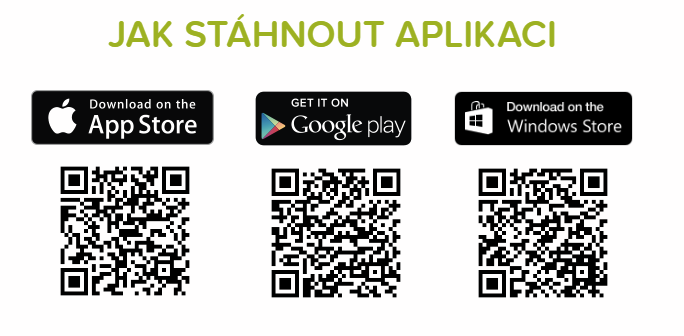 JAK STÁHNOUT APLIKACI
Download on the
App Store
GET IT ON
Google play
Download on the
Windows Store